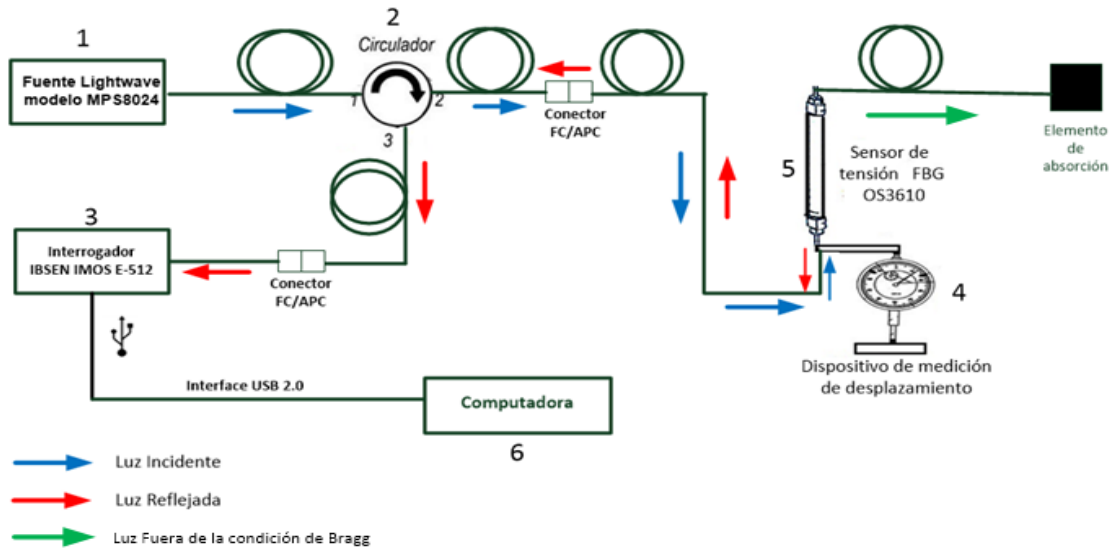 1
Fuente Lightwave
modelo MPS8024
2
Circulador
1
2
3
Conector
FC/APC
5
Sensor de
tensión FBG
OS3610
Elemento
de
absorción
3
Interrogador
IBSEN IMOS E-512
Conector
FC/APC
4
Dispositivo de medición
de desplazamiento
Interface USB 2.0
Computadora
6
Luz Incidente
Luz Reflejada
Luz Fuera de la condición de Bragg